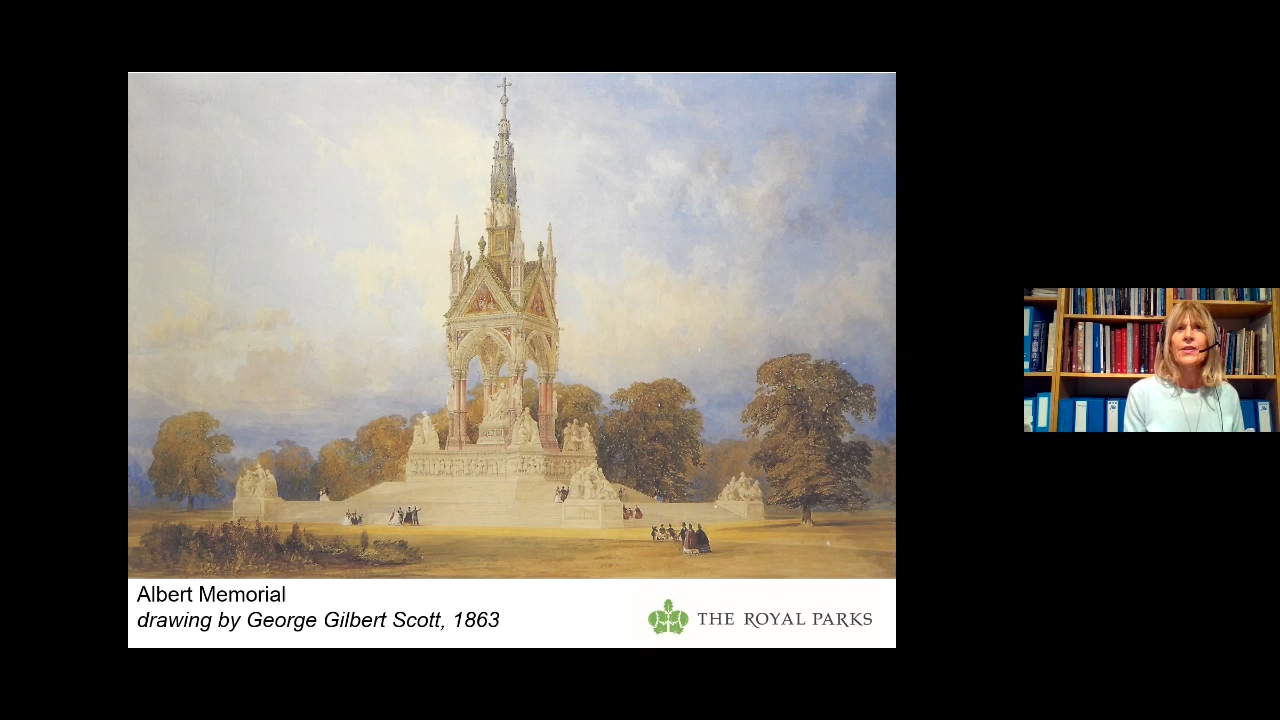 Albert Memorial
drawing by George Gilbert Scott, 1863
THE ROYAL PARKS